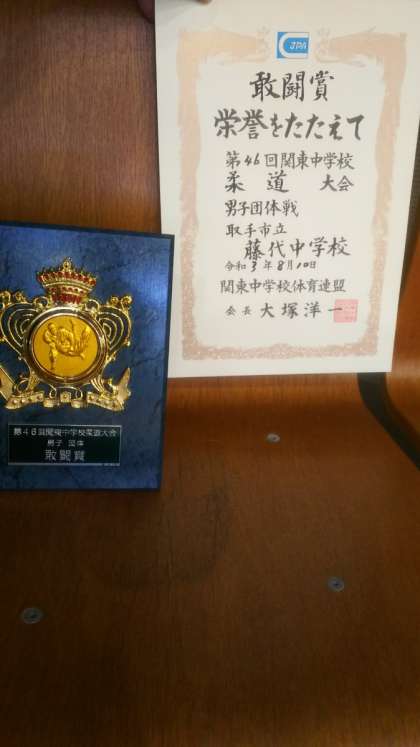 JPA
敢闘賞
栄誉をたたえて
第46回関東中学校
柔道 大会
男子団体戦
取手市立
藤代中学校
令和3年8月10日
関東中学校体育連盟
会長 大塚洋一
第46回関東中学校柔道大会
男子 団体
敢闘賞